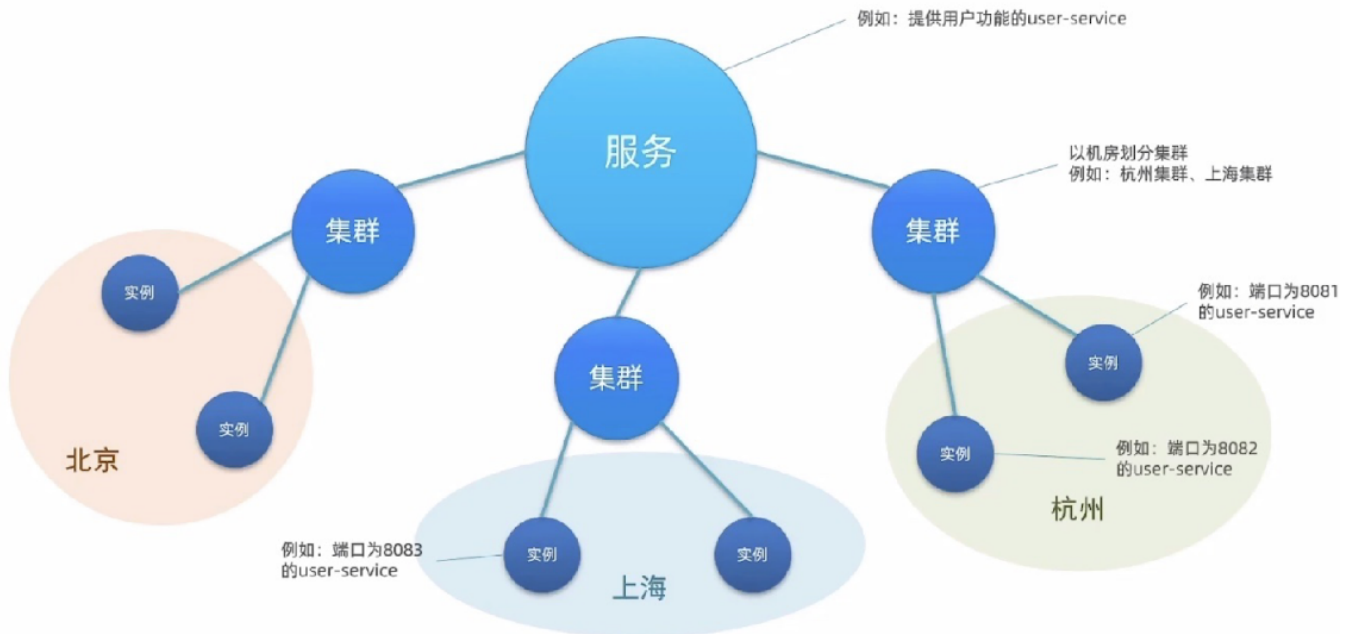 例如：提供用户功能的user-service
服务
以机房划分集群
例如：杭州集群、上海集群
集群
集群
实例
例如：端口为8081
的user-service
实例
集群
实例
例如：端口为8082
的user-service
实例
北京
杭州
例如：端口为8083
的user-service
实例
实例
上海